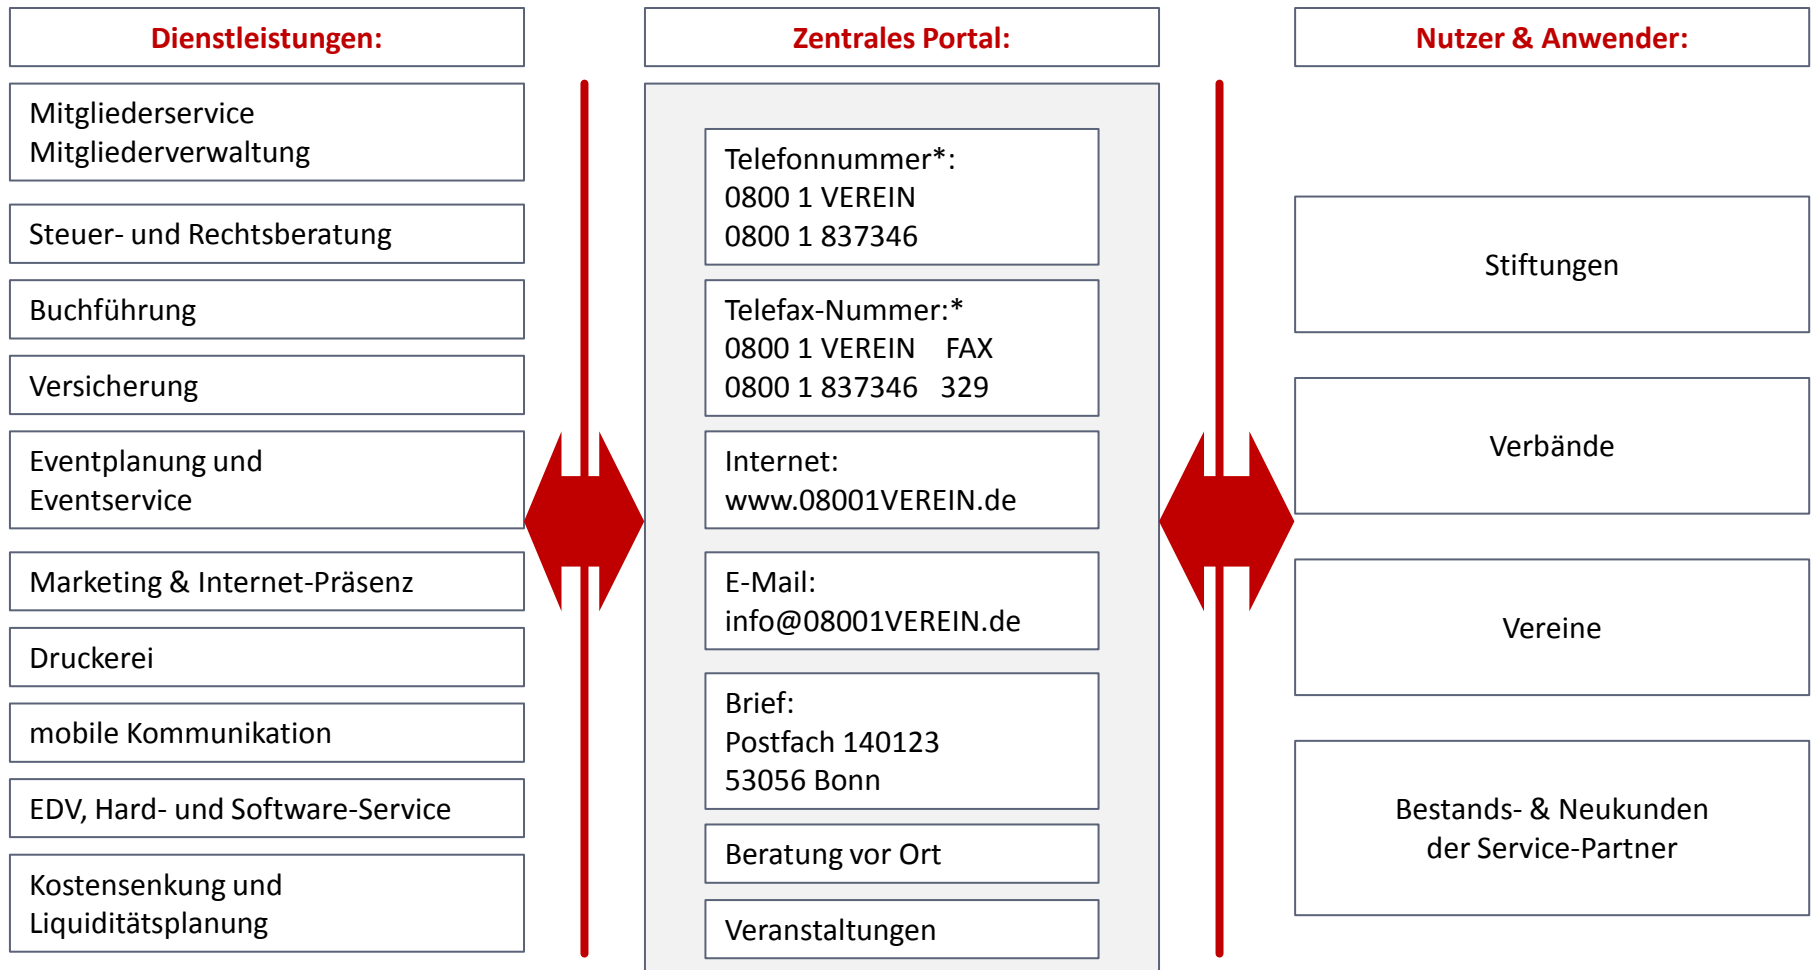 Dienstleistungen:
Mitgliederservice
Mitgliederverwaltung
Steuer- und Rechtsberatung
Buchführung
Versicherung
Eventplanung und
Eventservice
Marketing & Internet-Präsenz
Druckerei
mobile Kommunikation
EDV, Hard- und Software-Service
Kostensenkung und
Liquiditätsplanung
Zentrales Portal:
Telefonnummer*:
0800 1 VEREIN
0800 1 837346
Telefax-Nummer:*
0800 1 VEREIN FAX
0800 1 837346 329
Internet:
www.08001VEREIN.de
E-Mail:
info@08001VEREIN.de
Brief:
Postfach 140123
53056 Bonn
Beratung vor Ort
Veranstaltungen
Nutzer & Anwender:
Stiftungen
Verbände
Vereine
Bestands- & Neukunden
der Service-Partner